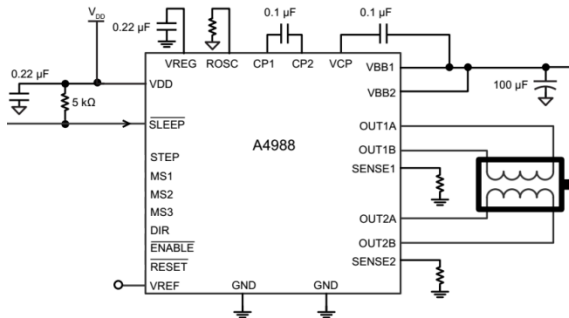 V_DD
0.22 µF
0.1 µF
0.1 µF
0.22 µF
5 kΩ
100 µF
VREG
ROSC
CP1
CP2
VCP
VDD
VBB1
VBB2
SLEEP
OUT1A
A4988
OUT1B
STEP
SENSE1
MS1
MS2
MS3
OUT2A
DIR
OUT2B
ENABLE
SENSE2
RESET
VREF
GND
GND